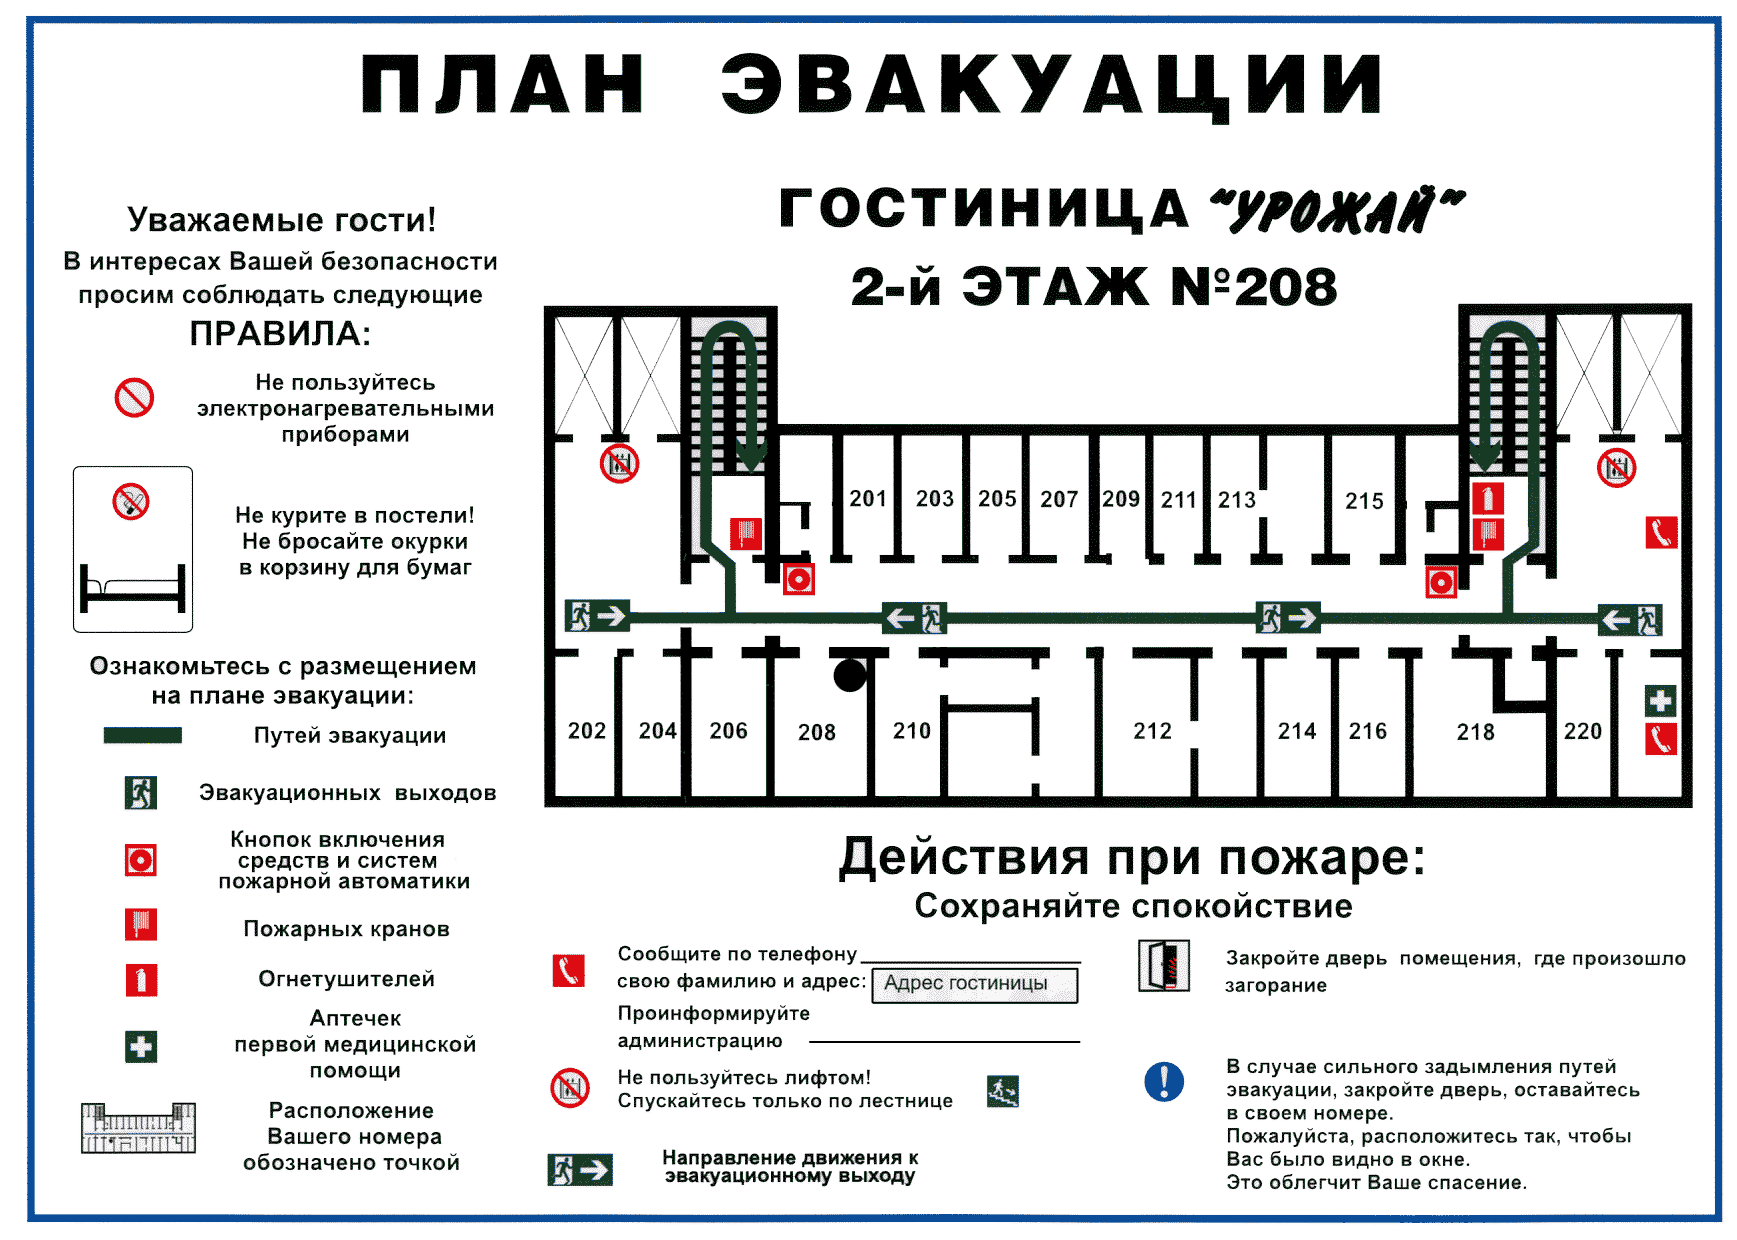 ПЛАН ЭВАКУАЦИИ
ГОСТИНИЦА "УРОЖАЙ"
2-й ЭТАЖ №208
Уважаемые гости!
В интересах Вашей безопасности
просим соблюдать следующие
ПРАВИЛА:
Не пользуйтесь
электронагревательными
приборами
Не курите в постели!
Не бросайте окурки
в корзину для бумаг
Ознакомьтесь с размещением
на плане эвакуации:
Путей эвакуации
Эвакуационных выходов
Кнопок включения
средств и систем
пожарной автоматики
Пожарных кранов
Огнетушителей
Аптечек
первой медицинской
помощи
Расположение
Вашего номера
обозначено точкой
201 203 205 207 209 211 213 215
202 204 206 208 210 212 214 216 218 220
Действия при пожаре:
Сохраняйте спокойствие
Сообщите по телефону
свою фамилию и адрес: Адрес гостиницы
Проинформируйте
администрацию
Не пользуйтесь лифтом!
Спускайтесь только по лестнице
Направление движения к
эвакуационному выходу
Закройте дверь помещения, где произошло
загорание
В случае сильного задымления путей
эвакуации, закройте дверь, оставайтесь
в своем номере.
Пожалуйста, расположитесь так, чтобы
Вас было видно в окне.
Это облегчит Ваше спасение.